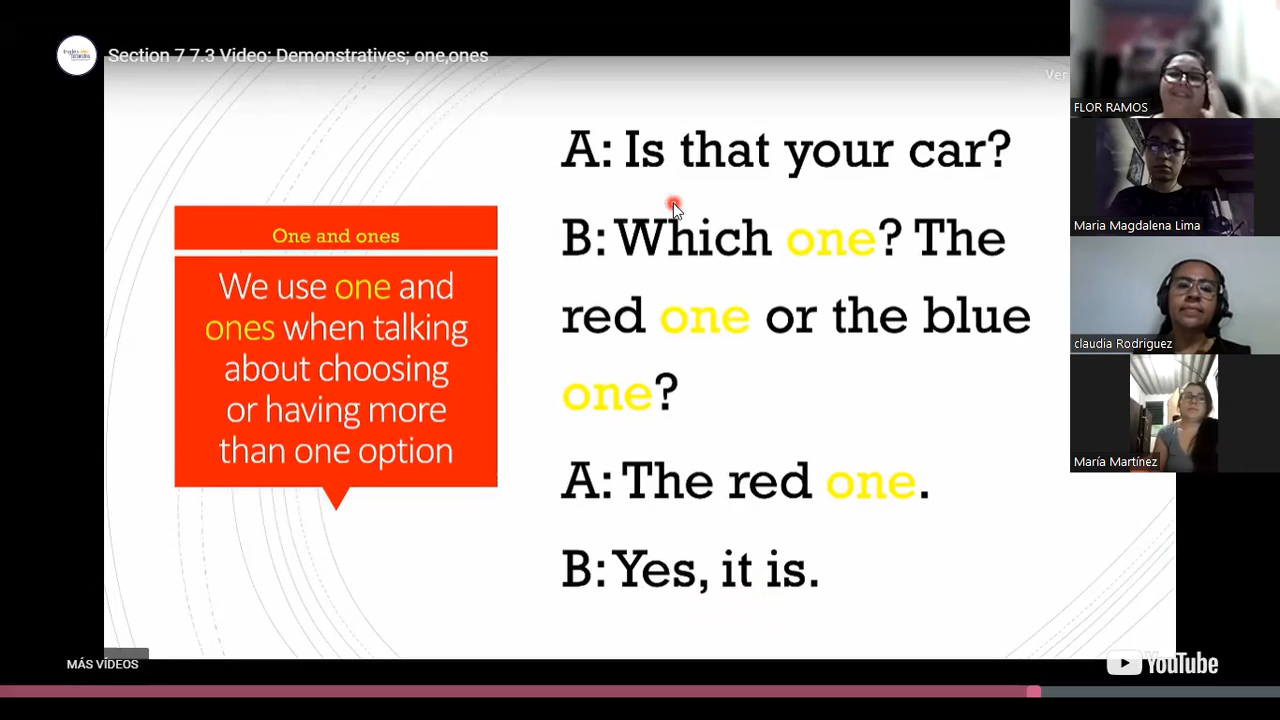 Section 7 7.3 Video: Demonstratives; one,ones
Ver
One and ones
We use one and
ones when talking
about choosing
or having more
than one option
A: Is that your car?
B: Which one? The
red one or the blue
one?
A: The red one.
B: Yes, it is.
FLOR RAMOS
Maria Magdalena Lima
claudia Rodriguez
María Martínez
MÁS VÍDEOS
YouTube